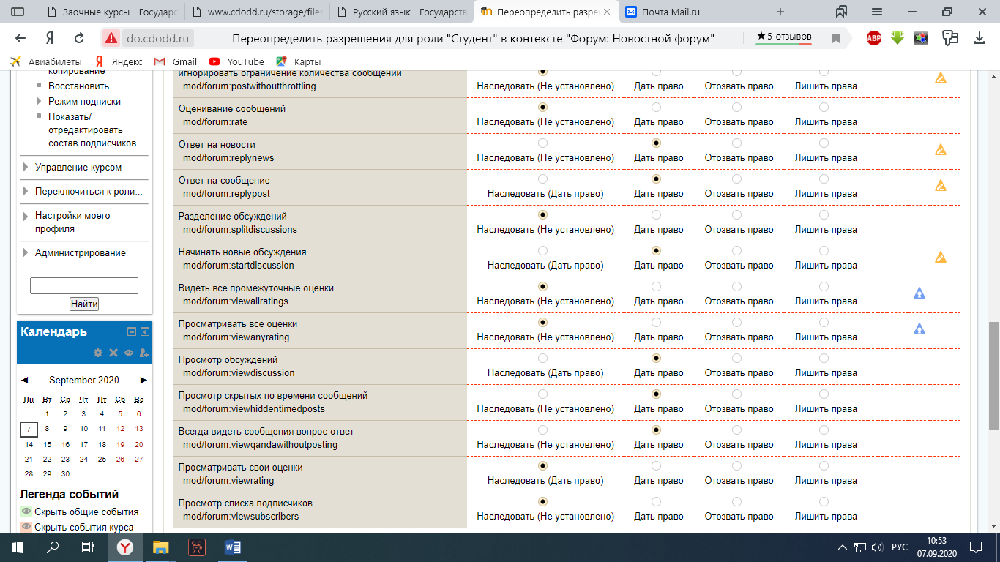 Заочные курсы - Государс
www.cdodd.ru/storage/files
Русский язык - Государств
Переопределить разреш
Почта Mail.ru
do.cdodd.ru
Переопределить разрешения для роли "Студент" в контексте "Форум: Новостной форум"
★5 отзывов
ABP
Авиабилеты
Яндекс
Gmail
YouTube
Карты
копирование
Восстановить
Режим подписки
Показать/
отредактировать
состав подписчиков
Управление курсом
Переключиться к роли...
Настройки моего
профиля
Администрирование
Найти
Календарь
◄ September 2020 ►
Пн Вт Ср Чт Пт Сб Вс
1 2 3 4 5 6
7 8 9 10 11 12 13
14 15 16 17 18 19 20
21 22 23 24 25 26 27
28 29 30
Легенда событий
Скрыть общие события
Скрыть события курса
игнорировать ограничение количества сообщений
mod/forum:postwithoutthrottling
Наследовать (Не установлено) Дать право Отозвать право Лишить права
Оценивание сообщений
mod/forum:rate
Наследовать (Не установлено) Дать право Отозвать право Лишить права
Ответ на новости
mod/forum:replynews
Наследовать (Не установлено) Дать право Отозвать право Лишить права
Ответ на сообщение
mod/forum:replypost
Наследовать (Дать право) Дать право Отозвать право Лишить права
Разделение обсуждений
mod/forum:splitdiscussions
Наследовать (Не установлено) Дать право Отозвать право Лишить права
Начинать новые обсуждения
mod/forum:startdiscussion
Наследовать (Дать право) Дать право Отозвать право Лишить права
Видеть все промежуточные оценки
mod/forum:viewallratings
Наследовать (Не установлено) Дать право Отозвать право Лишить права
Просматривать все оценки
mod/forum:viewanyrating
Наследовать (Не установлено) Дать право Отозвать право Лишить права
Просмотр обсуждений
mod/forum:viewdiscussion
Наследовать (Дать право) Дать право Отозвать право Лишить права
Просмотр скрытых по времени сообщений
mod/forum:viewhiddentimedposts
Наследовать (Не установлено) Дать право Отозвать право Лишить права
Всегда видеть сообщения вопрос-ответ
mod/forum:viewqandawithoutposting
Наследовать (Не установлено) Дать право Отозвать право Лишить права
Просматривать свои оценки
mod/forum:viewrating
Наследовать (Дать право) Дать право Отозвать право Лишить права
Просмотр списка подписчиков
mod/forum:viewsubscribers
Наследовать (Не установлено) Дать право Отозвать право Лишить права
РУС
10:53
07.09.2020